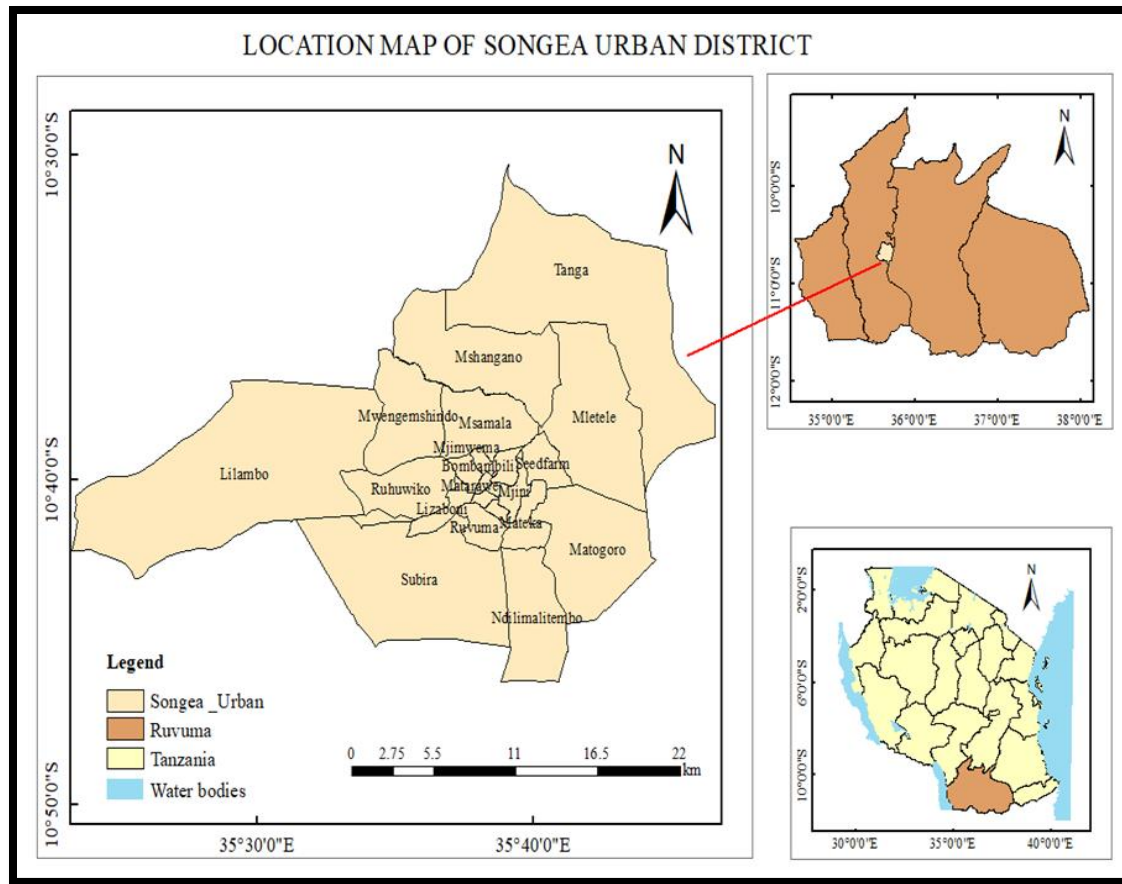 LOCATION MAP OF SONGEA URBAN DISTRICT
10°30'0"S
10°40'0"S
10°50'0"S
35°30'0"E
35°40'0"E
N
Tanga
Mshangano
Mletele
Mwengemshindo
Msamala
Mjimwema
Bombambili
Seedfarm
Lilambo
Ruhuwiko
Matarawe
Mjini
Lizaboni
Ruvuma
Mateka
Matogoro
Subira
Ndilimalitembo
Legend
Songea _Urban
Ruvuma
Tanzania
Water bodies
0 2.75 5.5 11 16.5 22
km
N
10°0'0"S
11°0'0"S
12°0'0"S
35°0'0"E 36°0'0"E 37°0'0"E 38°0'0"E
N
2°0'0"S
6°0'0"S
10°0'0"S
30°0'0"E 35°0'0"E 40°0'0"E